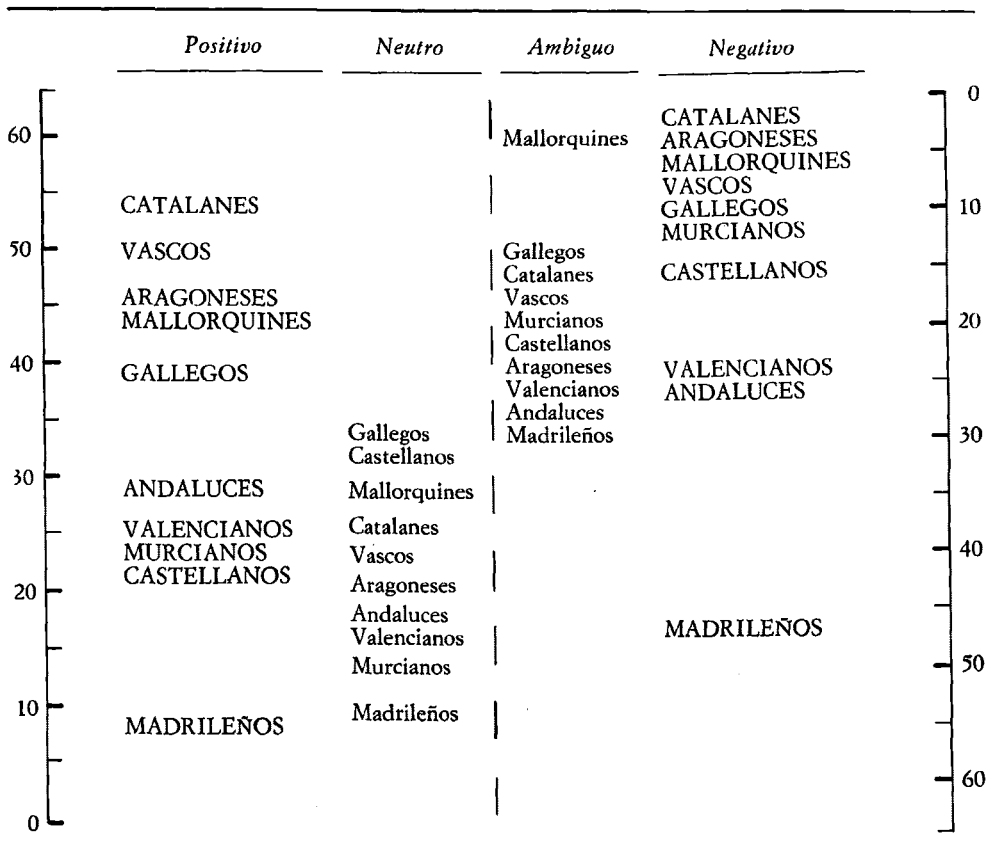 Positivo Neutro Ambiguo Negativo
0
60 Mallorquines CATALANES
ARAGONESES
MALLORQUINES
VASCOS
CATALANES GALLEGOS 10
MURCIANOS
50 VASCOS Gallegos
Catalanes CASTELLANOS
ARAGONESES Vascos
MALLORQUINES Murcianos 20
Castellanos
40 GALLEGOS Aragoneses VALENCIANOS
Valencianos ANDALUCES
Andaluces
Gallegos Madrileños 30
Castellanos
30 ANDALUCES Mallorquines
VALENCIANOS Catalanes
MURCIANOS Vascos 40
CASTELLANOS
20 Aragoneses
Andaluces
Valencianos MADRILEÑOS
Murcianos 50
10 MADRILEÑOS Madrileños
60
0